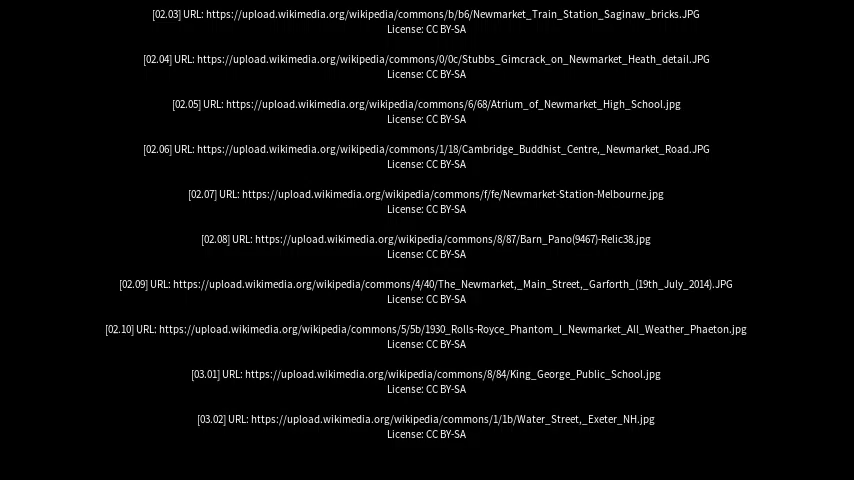 [02.03] URL: https://upload.wikimedia.org/wikipedia/commons/b/b6/Newmarket_Train_Station_Saginaw_bricks.JPG
License: CC BY-SA
[02.04] URL: https://upload.wikimedia.org/wikipedia/commons/0/0c/Stubbs_Gimcrack_on_Newmarket_Heath_detail.JPG
License: CC BY-SA
[02.05] URL: https://upload.wikimedia.org/wikipedia/commons/6/68/Atrium_of_Newmarket_High_School.jpg
License: CC BY-SA
[02.06] URL: https://upload.wikimedia.org/wikipedia/commons/1/18/Cambridge_Buddhist_Centre,_Newmarket_Road.JPG
License: CC BY-SA
[02.07] URL: https://upload.wikimedia.org/wikipedia/commons/f/fe/Newmarket-Station-Melbourne.jpg
License: CC BY-SA
[02.08] URL: https://upload.wikimedia.org/wikipedia/commons/8/87/Barn_Pano(9467)-Relic38.jpg
License: CC BY-SA
[02.09] URL: https://upload.wikimedia.org/wikipedia/commons/4/40/The_Newmarket,_Main_Street,_Garforth_(19th_July_2014).JPG
License: CC BY-SA
[02.10] URL: https://upload.wikimedia.org/wikipedia/commons/5/5b/1930_Rolls-Royce_Phantom_I_Newmarket_All_Weather_Phaeton.jpg
License: CC BY-SA
[03.01] URL: https://upload.wikimedia.org/wikipedia/commons/8/84/King_George_Public_School.jpg
License: CC BY-SA
[03.02] URL: https://upload.wikimedia.org/wikipedia/commons/1/1b/Water_Street,_Exeter_NH.jpg
License: CC BY-SA